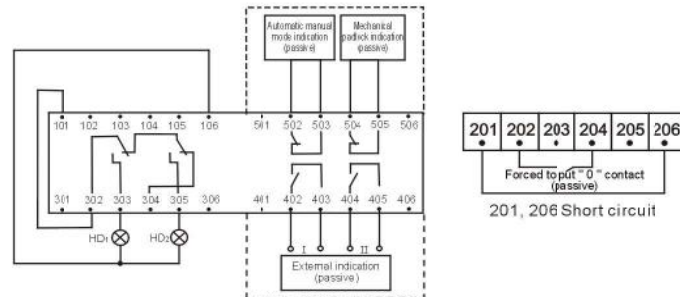 Automatic manual mode indication (passive)
Mechanical padlock indication (passive)
101 102 103 104 105 106 501 502 503 504 505 506
301 302 303 304 305 306 401 402 403 404 405 406
HD1 HD2
I II
External indication (passive)
201 202 203 204 205 206
Forced to put "0" contact
(passive)
201, 206 Short circuit